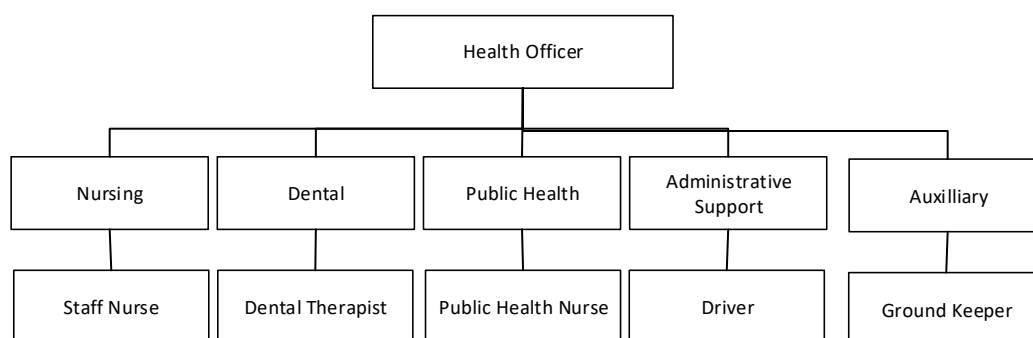 Health Officer
Nursing
Dental
Public Health
Administrative
Support
Auxilliary
Staff Nurse
Dental Therapist
Public Health Nurse
Driver
Ground Keeper